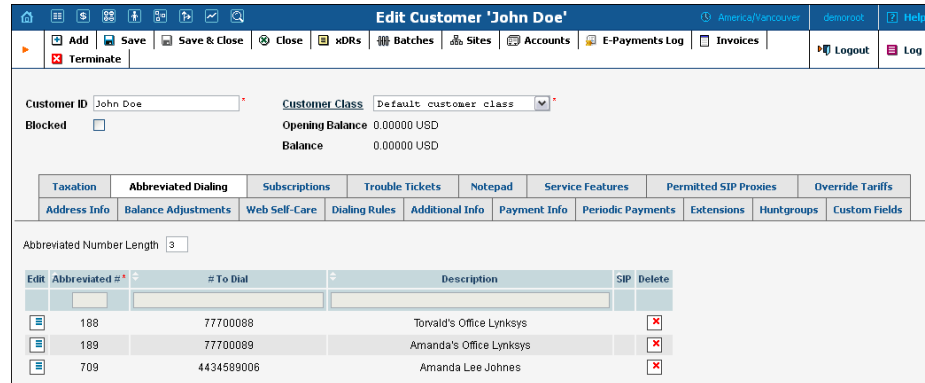 Edit Customer 'John Doe' America/Vancouver demoroot Help
Add Save Save & Close Close xDRs Batches Sites Accounts E-Payments Log Invoices Logout Log
Terminate
Customer ID John Doe * Customer Class Default customer class *
Blocked Opening Balance 0.00000 USD
Balance 0.00000 USD
Taxation Abbreviated Dialing Subscriptions Trouble Tickets Notepad Service Features Permitted SIP Proxies Override Tariffs
Address Info Balance Adjustments Web Self-Care Dialing Rules Additional Info Payment Info Periodic Payments Extensions Huntgroups Custom Fields
Abbreviated Number Length 3
Edit Abbreviated #* # To Dial Description SIP Delete
188 77700088 Torvald's Office Lynksys
189 77700089 Amanda's Office Lynksys
709 4434589006 Amanda Lee Johnes